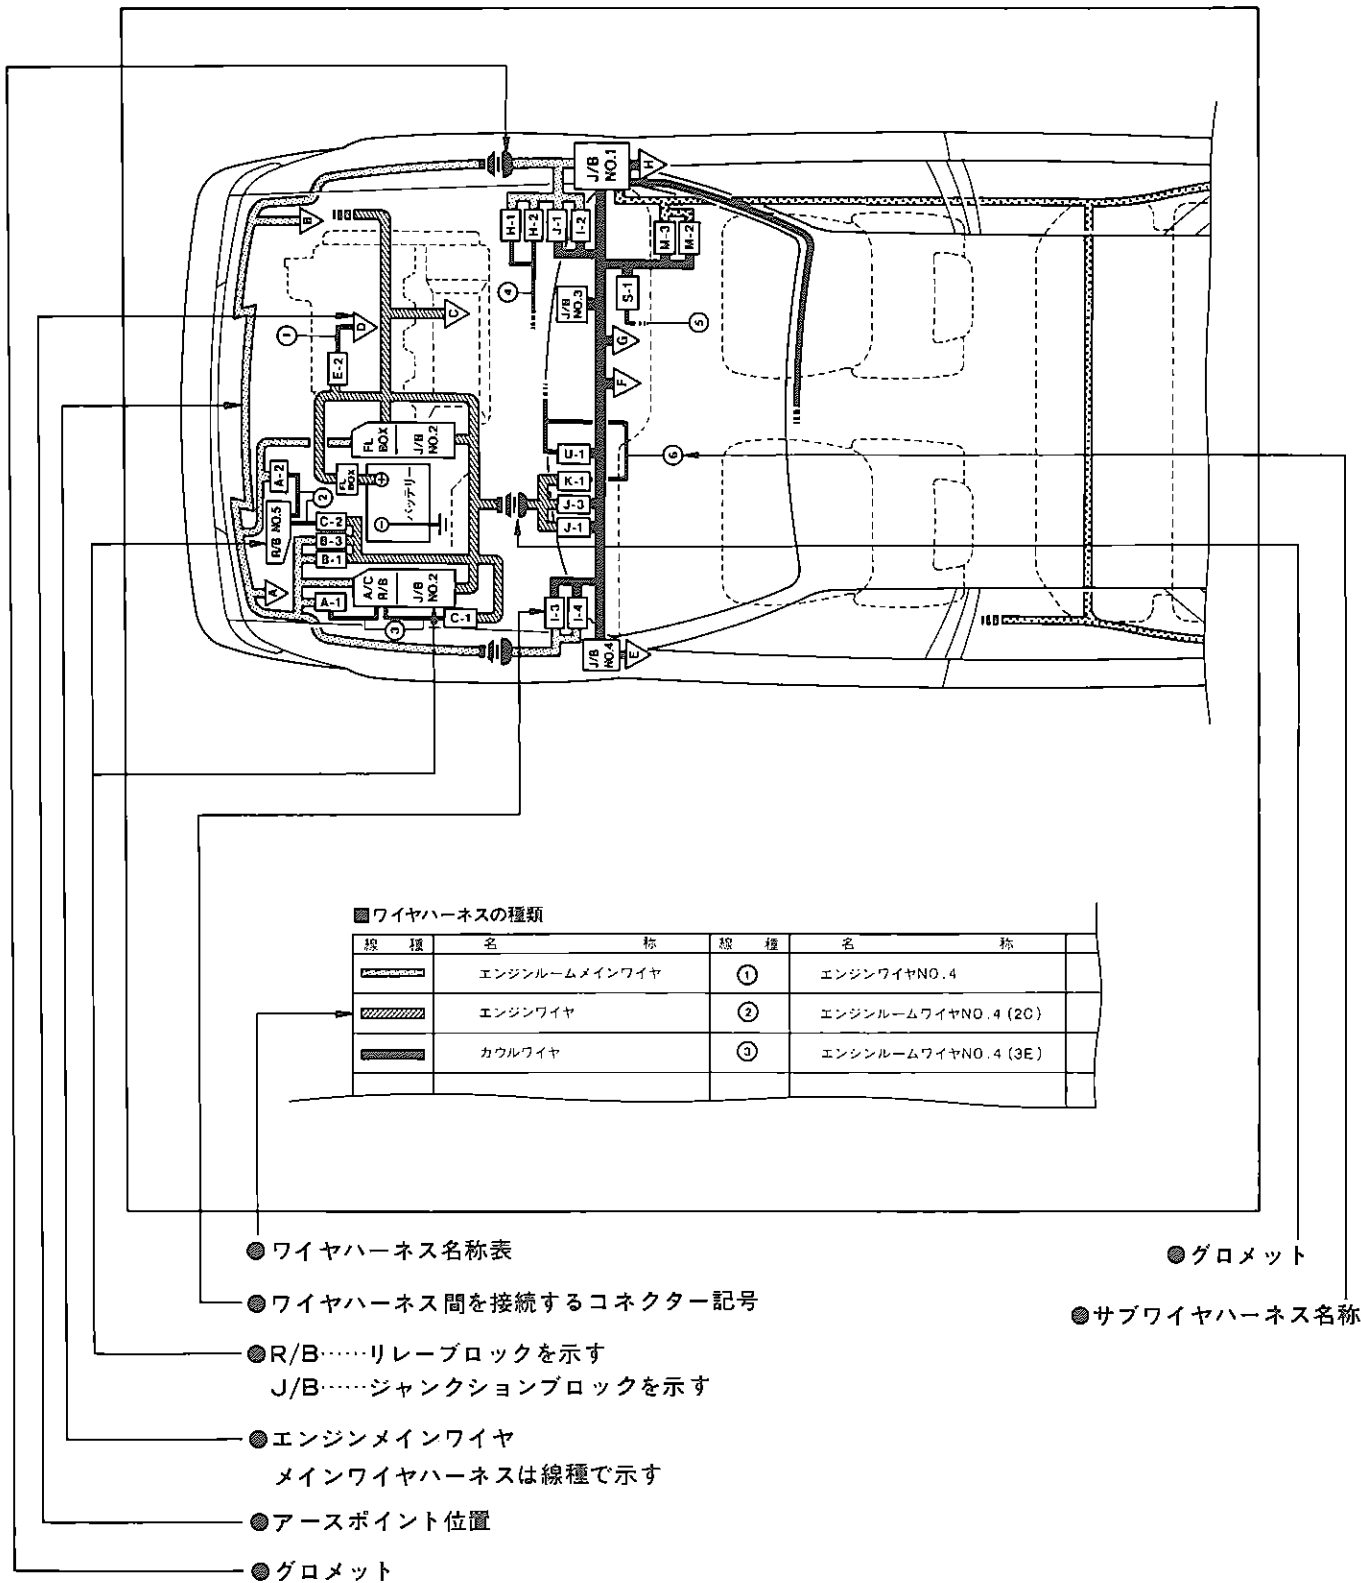 J/B NO.1
H
B
H-1
H-2
J-1
I-2
M-3
M-2
S-1
J/B NO.3
④
⑤
C
D
①
E-2
G
F
FL BOX
J/B NO.2
U-1
⑥
K-1
J-3
J-1
A-2
FL BOX
⊕
バッテリー
⊖
②
R/B NO.5
C-2
B-3
B-1
A
A/C R/B
J/B NO.2
A-1
③
C-1
I-3
I-4
J/B NO.4
E
■ワイヤハーネスの種類
線 種 名 称 線 種 名 称
エンジンルームメインワイヤ ① エンジンワイヤNO.4
エンジンワイヤ ② エンジンルームワイヤNO.4 (2C)
カウルワイヤ ③ エンシンルームワイヤNO.4 (3E)
●ワイヤハーネス名称表
●グロメット
●ワイヤハーネス間を接続するコネクター記号
●サブワイヤハーネス名称
●R/B……リレーブロックを示す
J/B……ジャンクションブロックを示す
●エンジンメインワイヤ
メインワイヤハーネスは線種で示す
●アースポイント位置
●グロメット